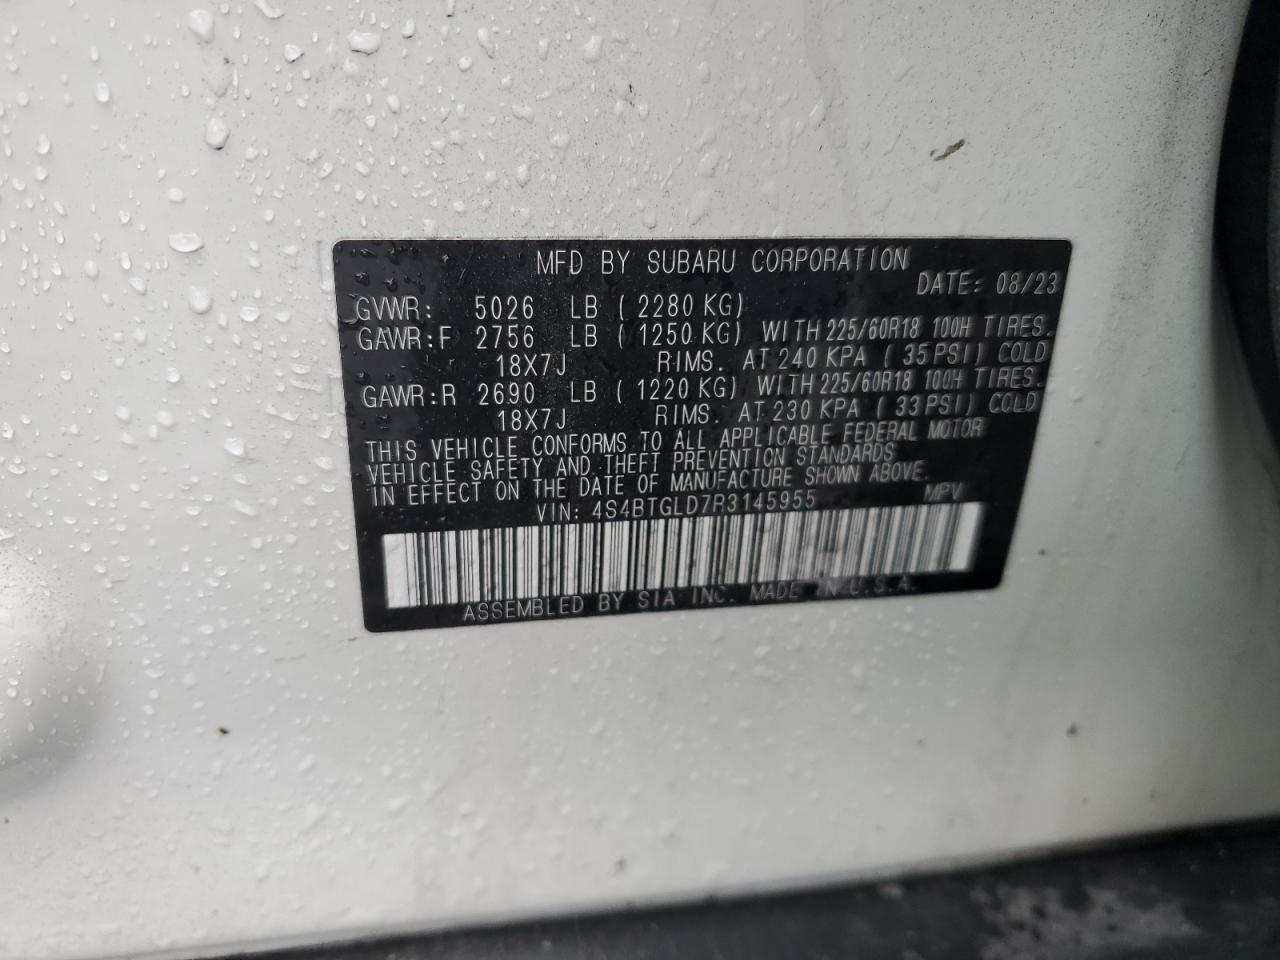 MFD BY SUBARU CORPORATION
DATE: 08/23
GVWR: 5026 LB ( 2280 KG)
GAWR:F 2756 LB ( 1250 KG) WITH 225/60R18 100H TIRES.
18X7J RIMS. AT 240 KPA ( 35PSI) COLD
GAWR:R 2690 LB ( 1220 KG) WITH 225/60R18 100H TIRES.
18X7J RIMS. AT 230 KPA ( 33PSI) COLD
THIS VEHICLE CONFORMS TO ALL APPLICABLE FEDERAL MOTOR
VEHICLE SAFETY AND THEFT PREVENTION STANDARDS
IN EFFECT ON THE DATE OF MANUFACTURE SHOWN ABOVE.
VIN: 4S4BTGLD7R3145955 MPV
ASSEMBLED BY SIA INC. MADE IN U.S.A.